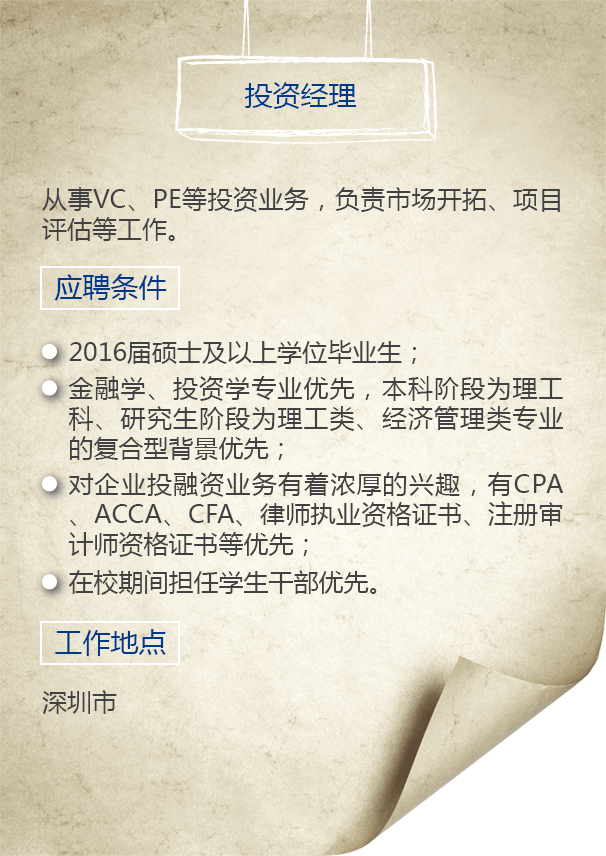 投资经理
从事VC、PE等投资业务，负责市场开拓、项目
评估等工作。
应聘条件
2016届硕士及以上学位毕业生；
金融学、投资学专业优先，本科阶段为理工
科、研究生阶段为理工类、经济管理类专业
的复合型背景优先；
对企业投融资业务有着浓厚的兴趣，有CPA
、ACCA、CFA、律师执业资格证书、注册审
计师资格证书等优先；
在校期间担任学生干部优先。
工作地点
深圳市